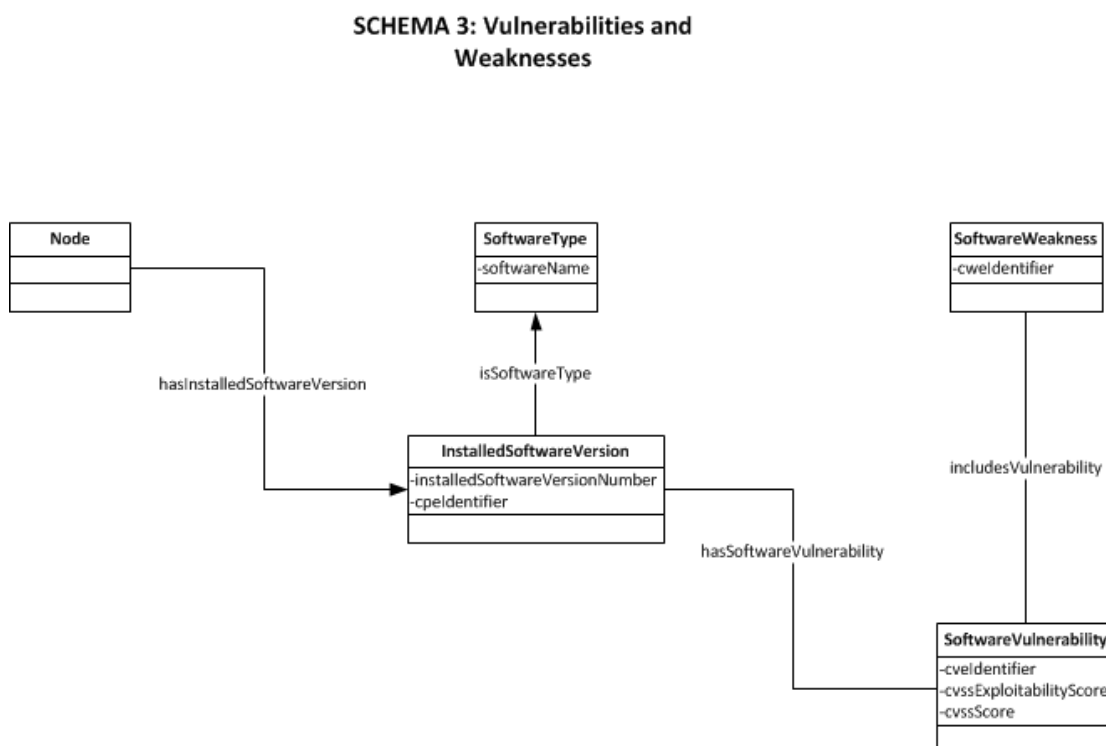 SCHEMA 3: Vulnerabilities and
Weaknesses
Node
SoftwareType
-softwareName
SoftwareWeakness
-cweIdentifier
hasInstalledSoftwareVersion
isSoftwareType
InstalledSoftwareVersion
-installedSoftwareVersionNumber
-cpeIdentifier
includesVulnerability
hasSoftwareVulnerability
SoftwareVulnerability
-cveIdentifier
-cvssExploitabilityScore
-cvssScore